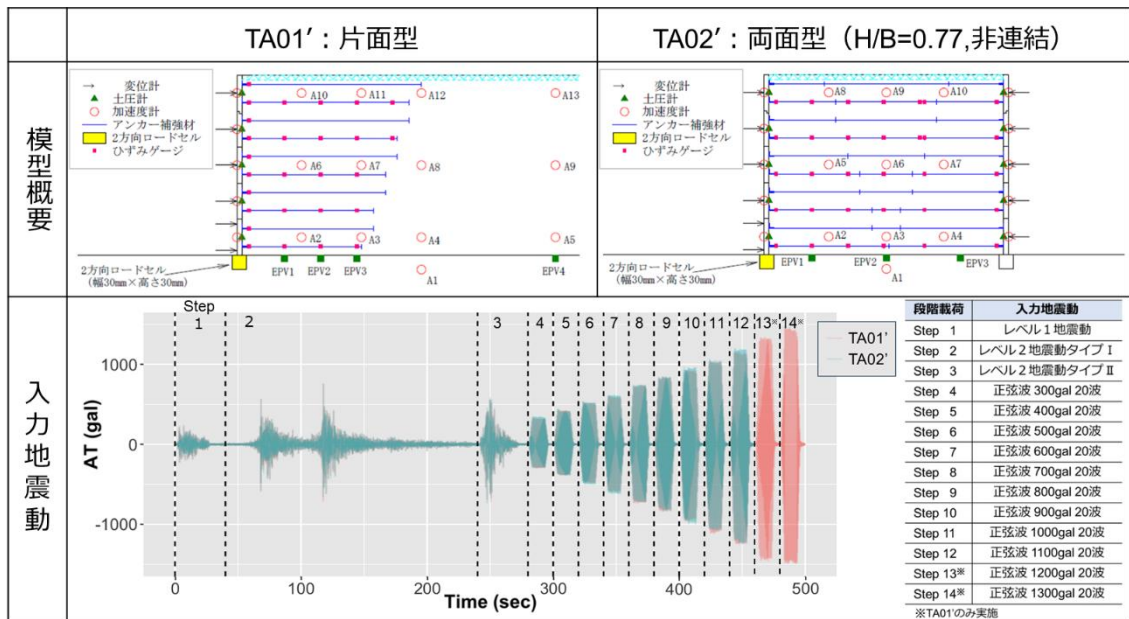 TA01′：片面型
TA02′：両面型（H/B=0.77,非連結）
模型概要
変位計
土圧計
加速度計
アンカー補強材
2方向ロードセル
ひずみゲージ
A10
A11
A12
A13
A6
A7
A8
A9
A2
A3
A4
A5
2方向ロードセル
(幅30mm×高さ30mm)
EPV1
EPV2
EPV3
EPV4
A1
変位計
土圧計
加速度計
アンカー補強材
2方向ロードセル
ひずみゲージ
A8
A9
A10
A5
A6
A7
A2
A3
A4
2方向ロードセル
(幅30mm×高さ30mm)
EPV1
EPV2
EPV3
A1
入力地震動
Step
1 2 3 4 5 6 7 8 9 10 11 12 13※ 14※
TA01'
TA02'
AT (gal)
1000
0
-1000
0 100 200 300 400 500
Time (sec)
段階載荷 入力地震動
Step 1 レベル1地震動
Step 2 レベル2地震動タイプⅠ
Step 3 レベル2地震動タイプⅡ
Step 4 正弦波 300gal 20波
Step 5 正弦波 400gal 20波
Step 6 正弦波 500gal 20波
Step 7 正弦波 600gal 20波
Step 8 正弦波 700gal 20波
Step 9 正弦波 800gal 20波
Step 10 正弦波 900gal 20波
Step 11 正弦波 1000gal 20波
Step 12 正弦波 1100gal 20波
Step 13※ 正弦波 1200gal 20波
Step 14※ 正弦波 1300gal 20波
※TA01'のみ実施